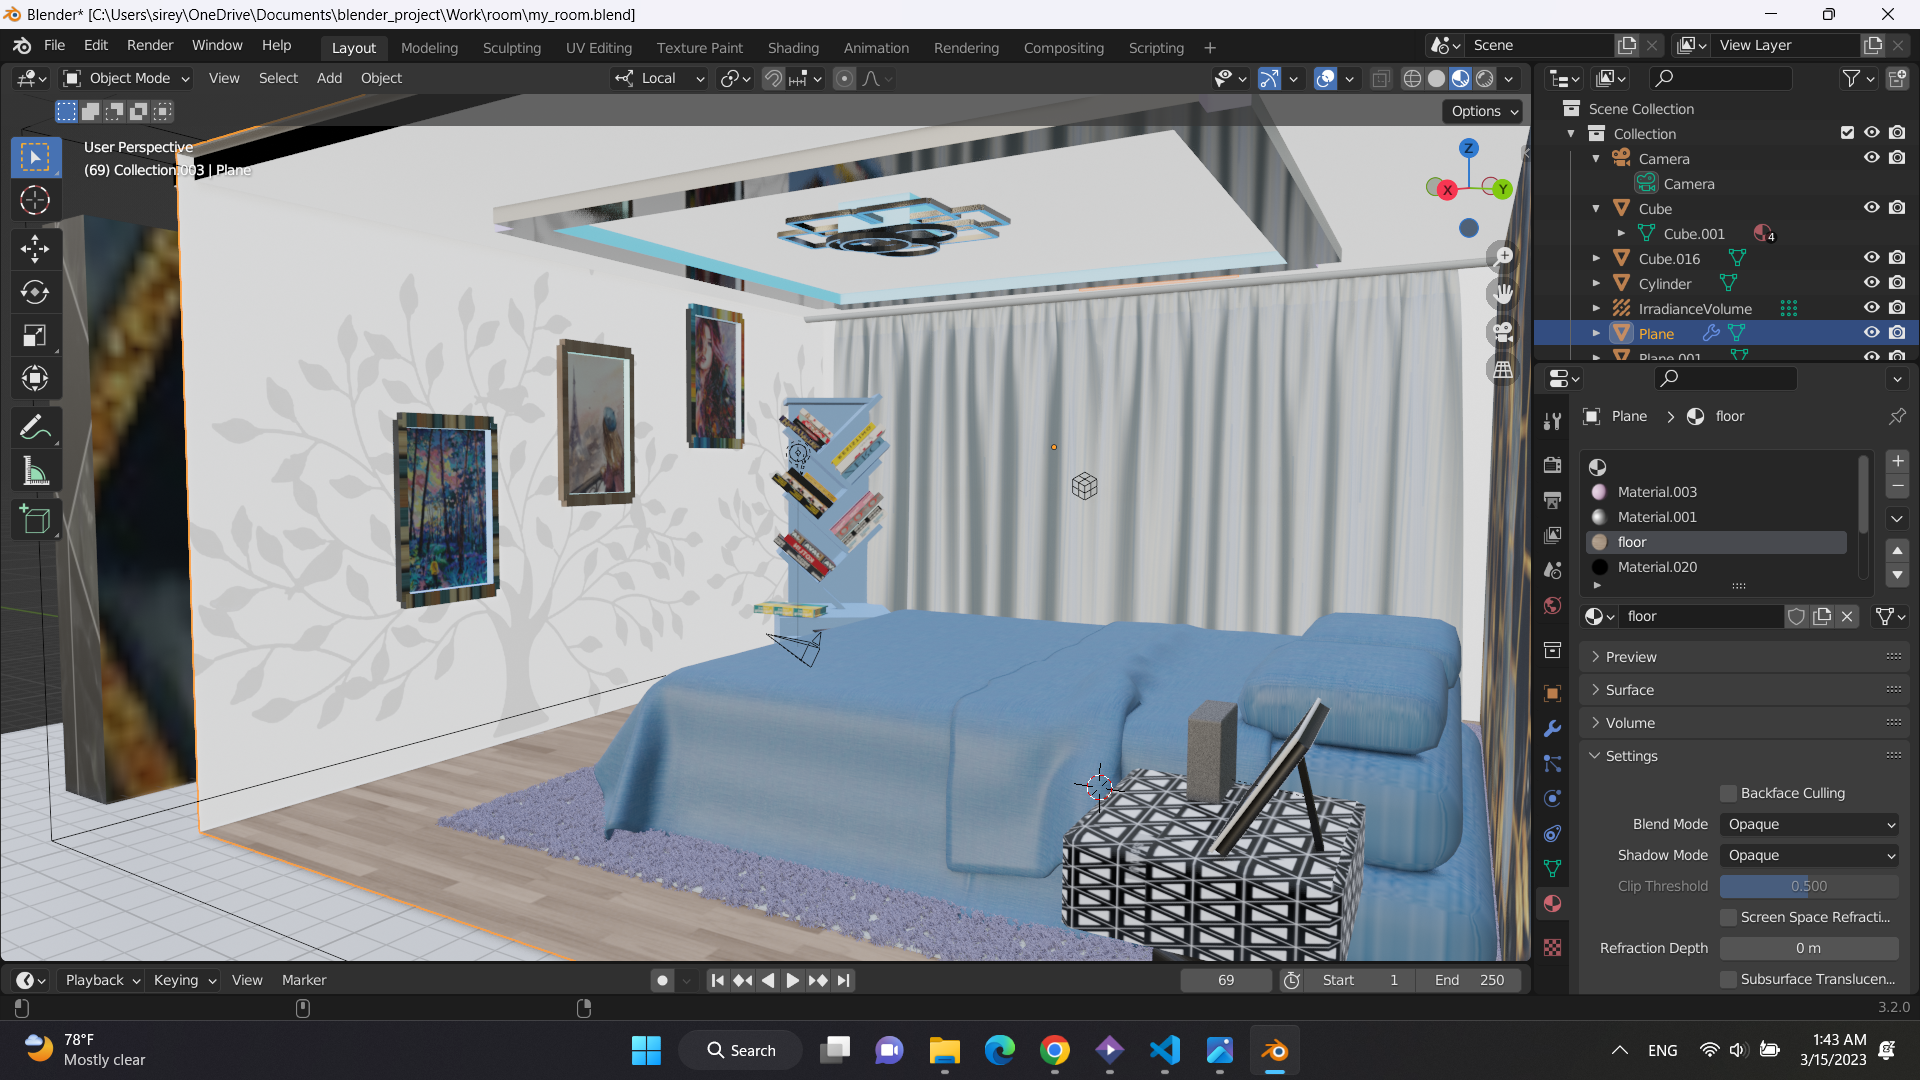 Blender* [C:\Users\sirey\OneDrive\Documents\blender_project\Work\room\my_room.blend]
File Edit Render Window Help
Layout Modeling Sculpting UV Editing Texture Paint Shading Animation Rendering Compositing Scripting +
Scene
View Layer
Object Mode View Select Add Object
Local
Options
User Perspective
(69) Collection.003 | Plane
Z
X
Y
Scene Collection
Collection
Camera
Camera
Cube
Cube.001 4
Cube.016
Cylinder
IrradianceVolume
Plane
Plane.001
Plane > floor
Material.003
Material.001
floor
Material.020
floor
Preview
Surface
Volume
Settings
Backface Culling
Blend Mode Opaque
Shadow Mode Opaque
Clip Threshold 0.500
Screen Space Refracti...
Refraction Depth 0 m
Subsurface Translucen...
Playback Keying View Marker
69
Start 1
End 250
3.2.0
78°F
Mostly clear
Search
ENG
1:43 AM
3/15/2023